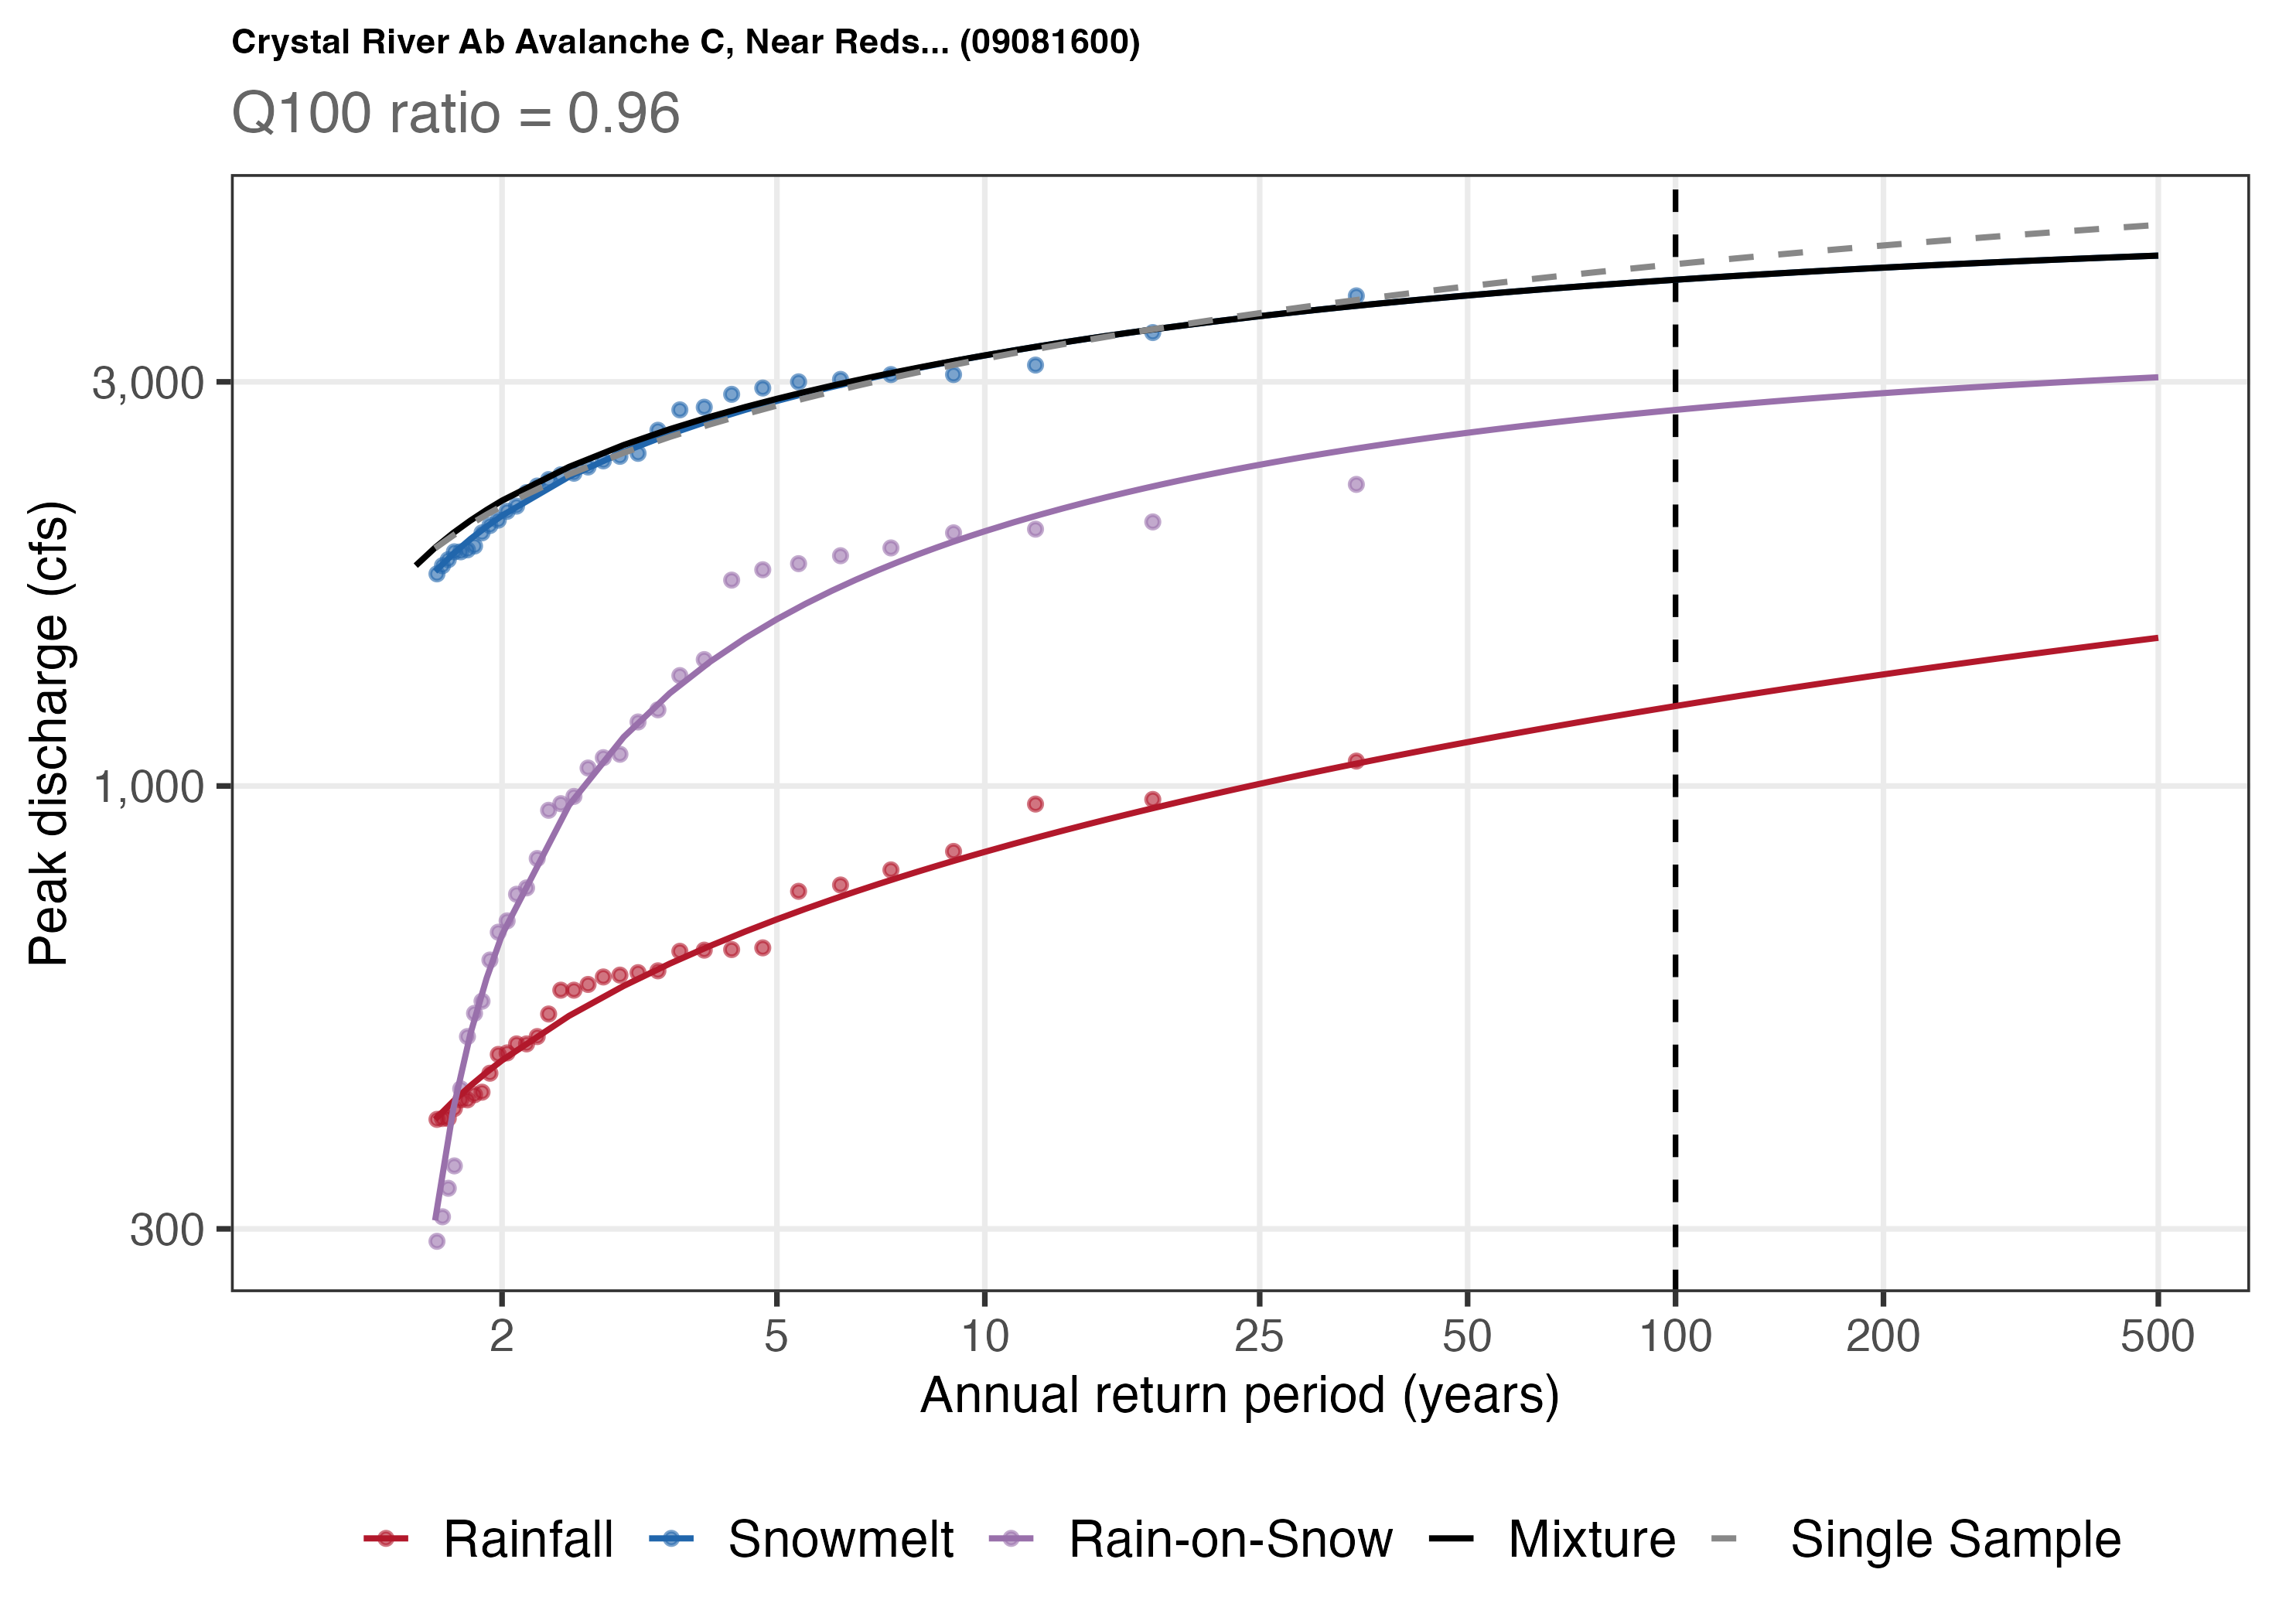 Crystal River Ab Avalanche C, Near Reds... (09081600)
Q100 ratio = 0.96
Peak discharge (cfs)
3,000
1,000
300
2 5 10 25 50 100 200 500
Annual return period (years)
Rainfall Snowmelt Rain-on-Snow Mixture Single Sample